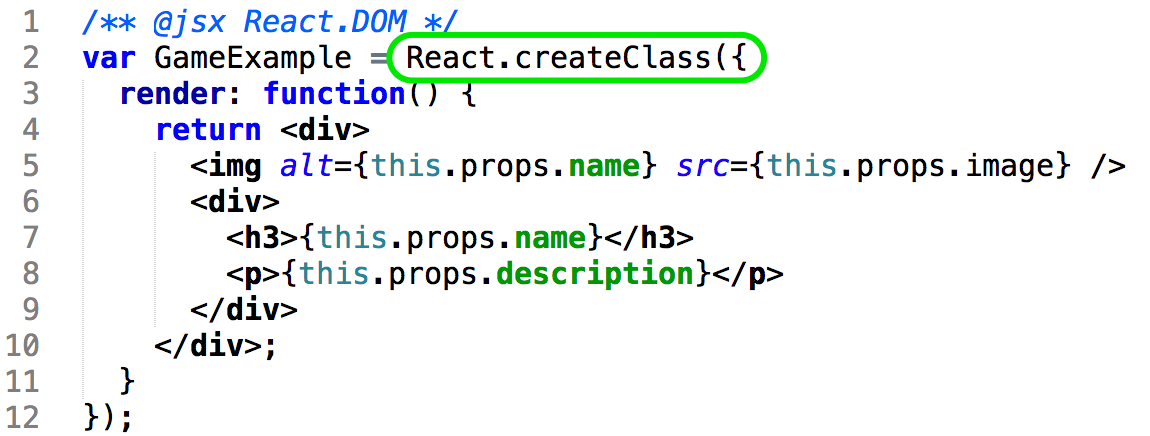 1 /** @jsx React.DOM */
2 var GameExample = React.createClass({
3   render: function() {
4     return <div>
5       <img alt={this.props.name} src={this.props.image} />
6       <div>
7         <h3>{this.props.name}</h3>
8         <p>{this.props.description}</p>
9       </div>
10     </div>;
11   }
12 });